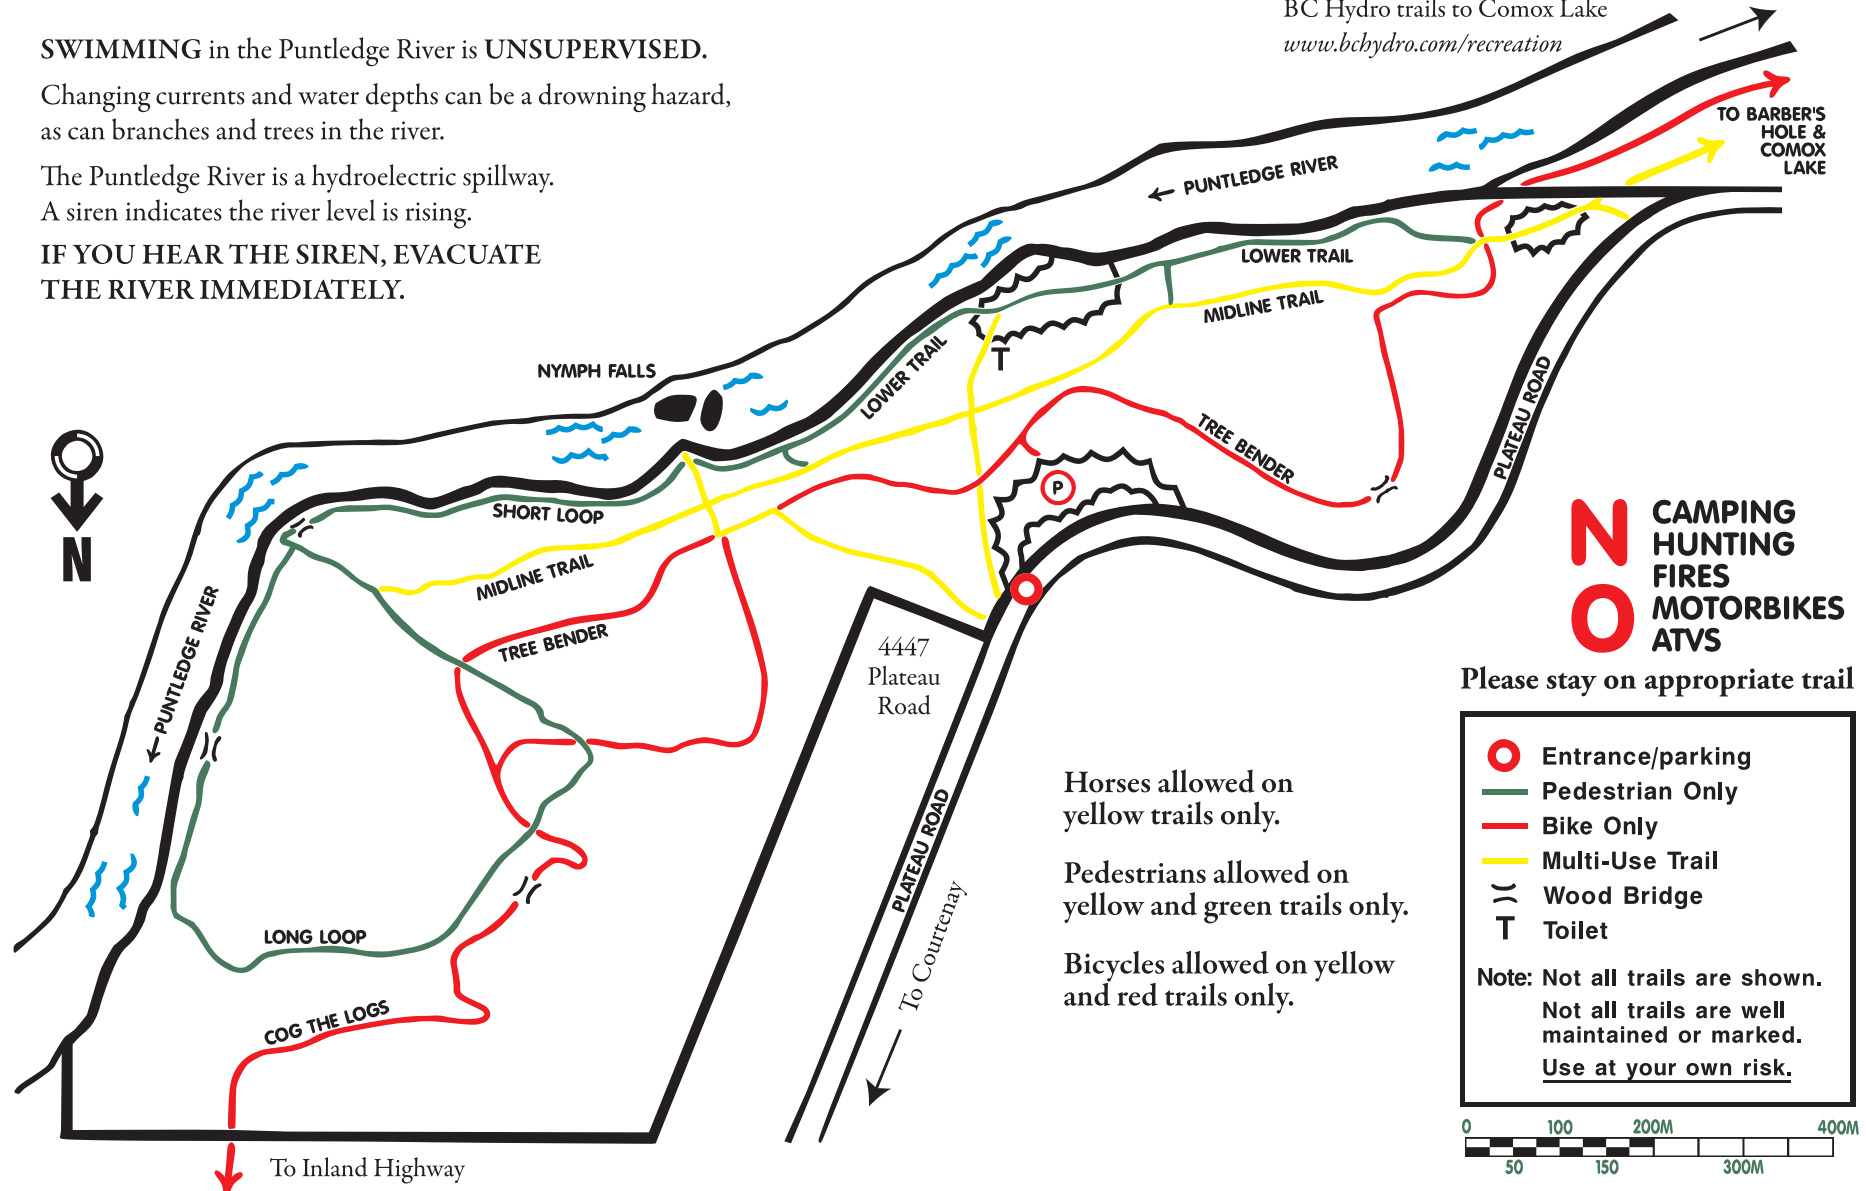 BC Hydro trails to Comox Lake
www.bchydro.com/recreation
SWIMMING in the Puntledge River is UNSUPERVISED.
Changing currents and water depths can be a drowning hazard,
as can branches and trees in the river.
The Puntledge River is a hydroelectric spillway.
A siren indicates the river level is rising.
IF YOU HEAR THE SIREN, EVACUATE
THE RIVER IMMEDIATELY.
TO BARBER'S
HOLE &
COMOX
LAKE
PUNTLEDGE RIVER
LOWER TRAIL
MIDLINE TRAIL
T
LOWER TRAIL
NYMPH FALLS
PLATEAU ROAD
TREE BENDER
P
SHORT LOOP
N
MIDLINE TRAIL
TREE BENDER
PUNTLEDGE RIVER
4447
Plateau
Road
NO
CAMPING
HUNTING
FIRES
MOTORBIKES
ATVS
Please stay on appropriate trail
Entrance/parking
Pedestrian Only
Bike Only
Multi-Use Trail
Wood Bridge
T Toilet
Note: Not all trails are shown.
Not all trails are well
maintained or marked.
Use at your own risk.
0 100 200M 400M
50 150 300M
Horses allowed on
yellow trails only.
Pedestrians allowed on
yellow and green trails only.
Bicycles allowed on yellow
and red trails only.
PLATEAU ROAD
To Courtenay
LONG LOOP
COG THE LOGS
To Inland Highway